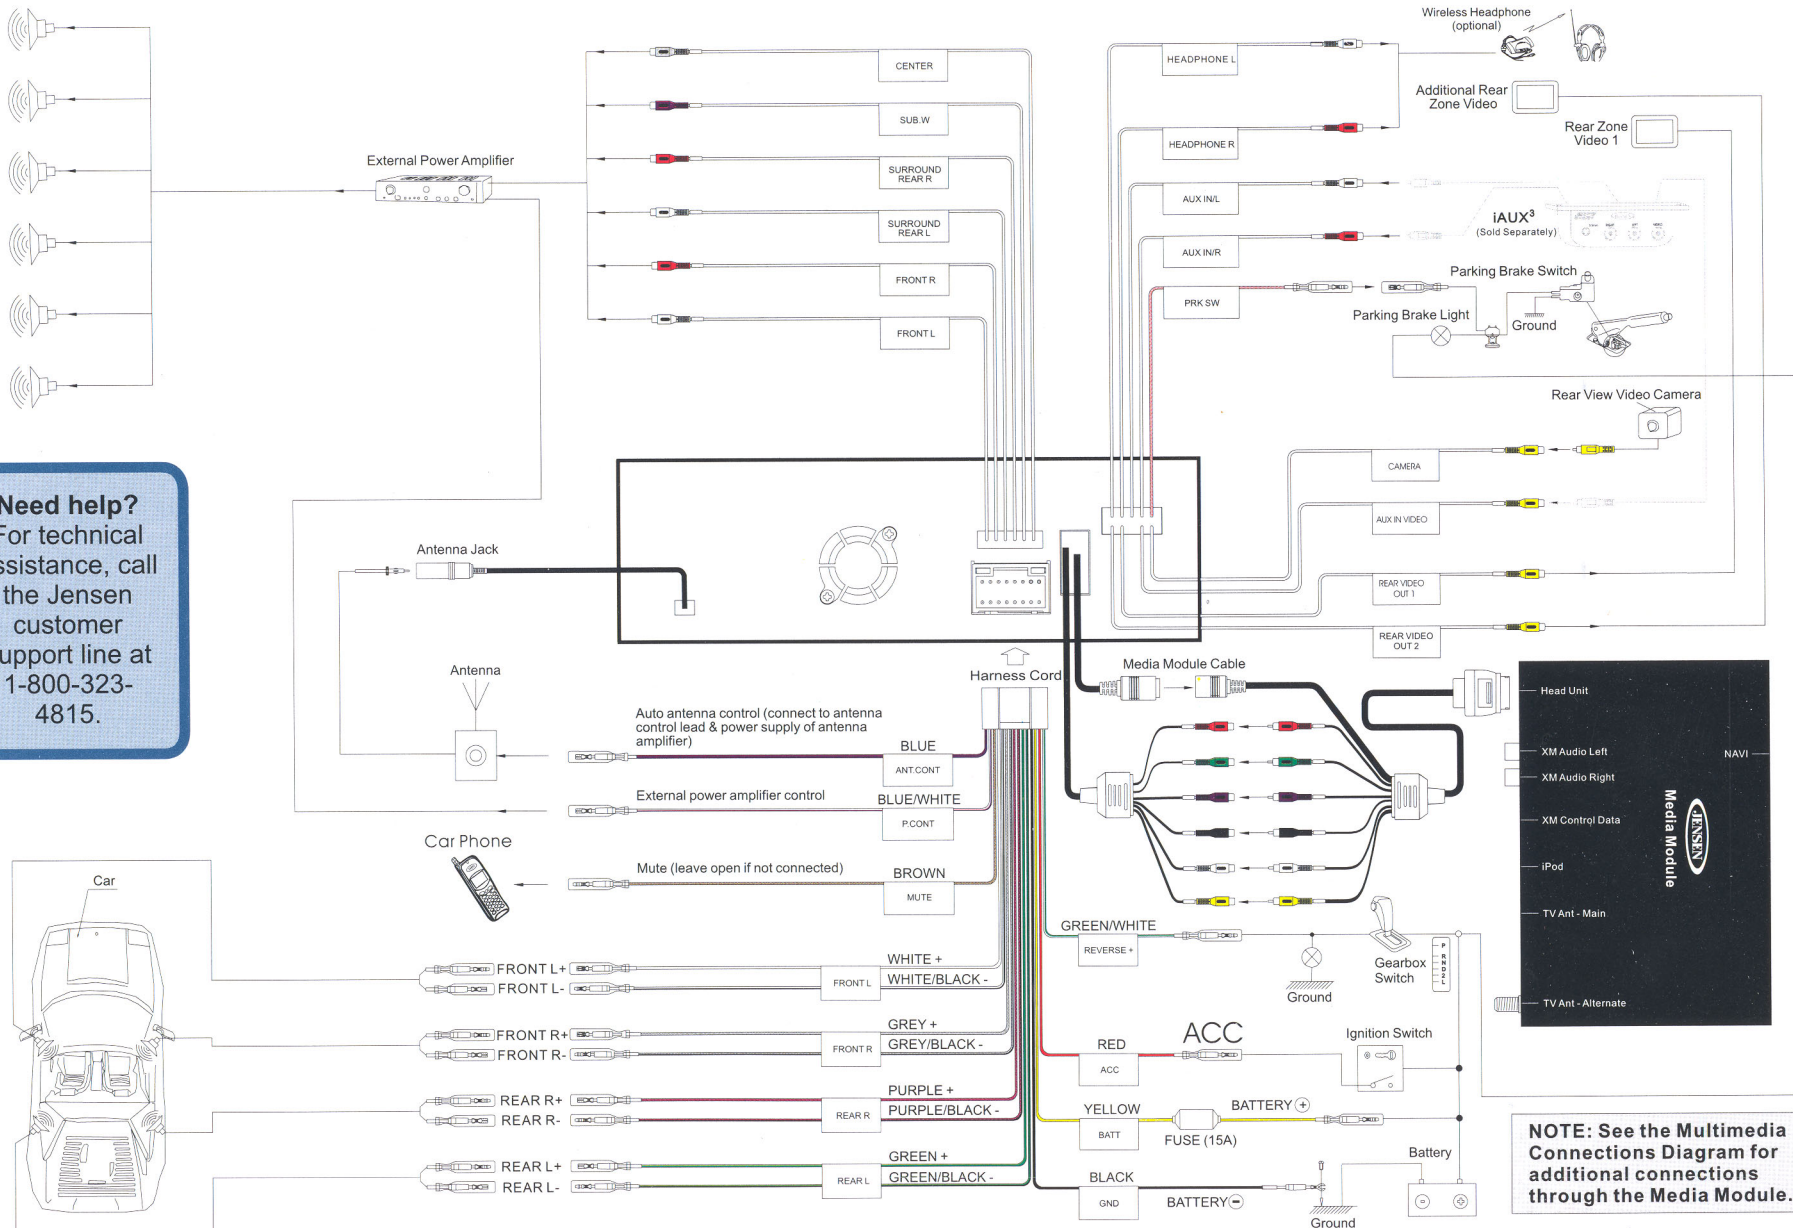 Wireless Headphone
(optional)
CENTER
HEADPHONE L
Additional Rear
Zone Video
SUB.W
Rear Zone
Video 1
HEADPHONE R
External Power Amplifier
SURROUND
REAR R
AUX IN/L
iAUX³
(Sold Separately)
SURROUND
REAR L
AUX IN/R
Parking Brake Switch
FRONT R
PRK SW
Parking Brake Light
Ground
FRONT L
Rear View Video Camera
CAMERA
Need help?
For technical
ssistance, call
the Jensen
customer
upport line at
1-800-323-
4815.
AUX IN VIDEO
Antenna Jack
REAR VIDEO
OUT 1
REAR VIDEO
OUT 2
Antenna
Harness Cord
Media Module Cable
Auto antenna control (connect to antenna
control lead & power supply of antenna
amplifier)
BLUE
ANT.CONT
External power amplifier control
BLUE/WHITE
P.CONT
Car Phone
Mute (leave open if not connected)
BROWN
MUTE
Head Unit
XM Audio Left
NAVI
XM Audio Right
XM Control Data
JENSEN
Media Module
iPod
TV Ant - Main
TV Ant - Alternate
GREEN/WHITE
REVERSE +
Gearbox
Switch
P
R
N
D
2
L
Ground
Car
FRONT L+
FRONT L-
FRONT L
WHITE +
WHITE/BLACK -
FRONT R+
FRONT R-
FRONT R
GREY +
GREY/BLACK -
REAR R+
REAR R-
REAR R
PURPLE +
PURPLE/BLACK -
REAR L+
REAR L-
REAR L
GREEN +
GREEN/BLACK -
RED
ACC
ACC
Ignition Switch
YELLOW
BATT
FUSE (15A)
BATTERY +
BLACK
GND
BATTERY -
Ground
Battery
- +
NOTE: See the Multimedia
Connections Diagram for
additional connections
through the Media Module.